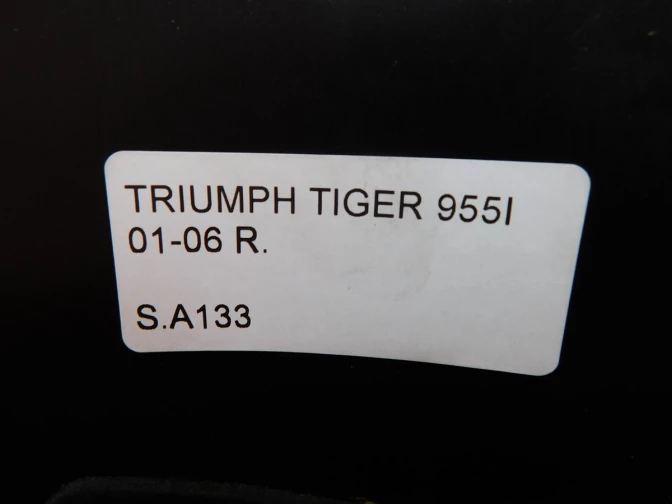 TRIUMPH TIGER 955I
01-06 R.
S.A133